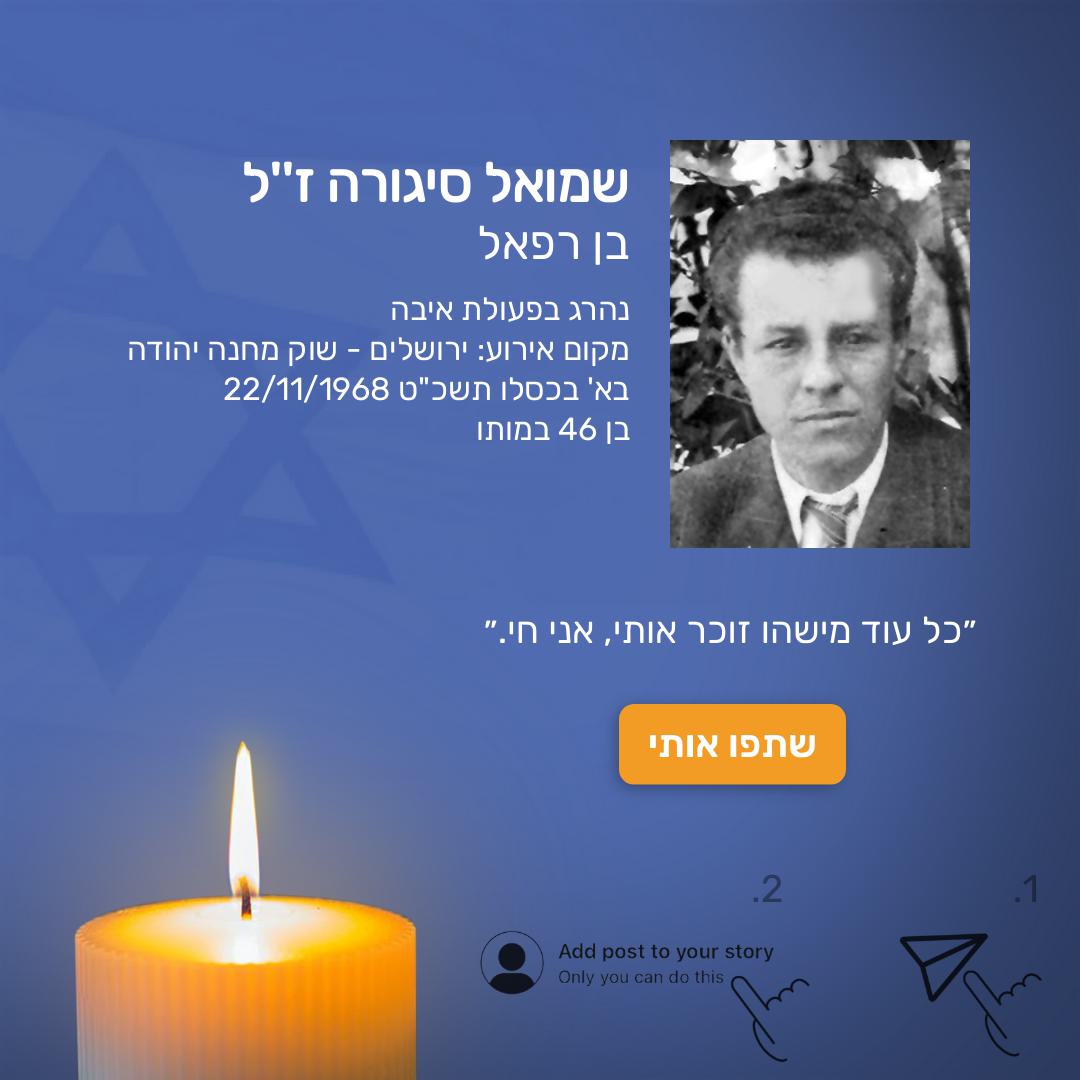 שמואל סיגורה ז"ל
בן רפאל
נהרג בפעולת איבה
מקום אירוע: ירושלים - שוק מחנה יהודה
בא' בכסלו תשכ"ט 22/11/1968
בן 46 במותו
״כל עוד מישהו זוכר אותי, אני חי.״
שתפו אותי
1.
2.
Add post to your story
Only you can do this